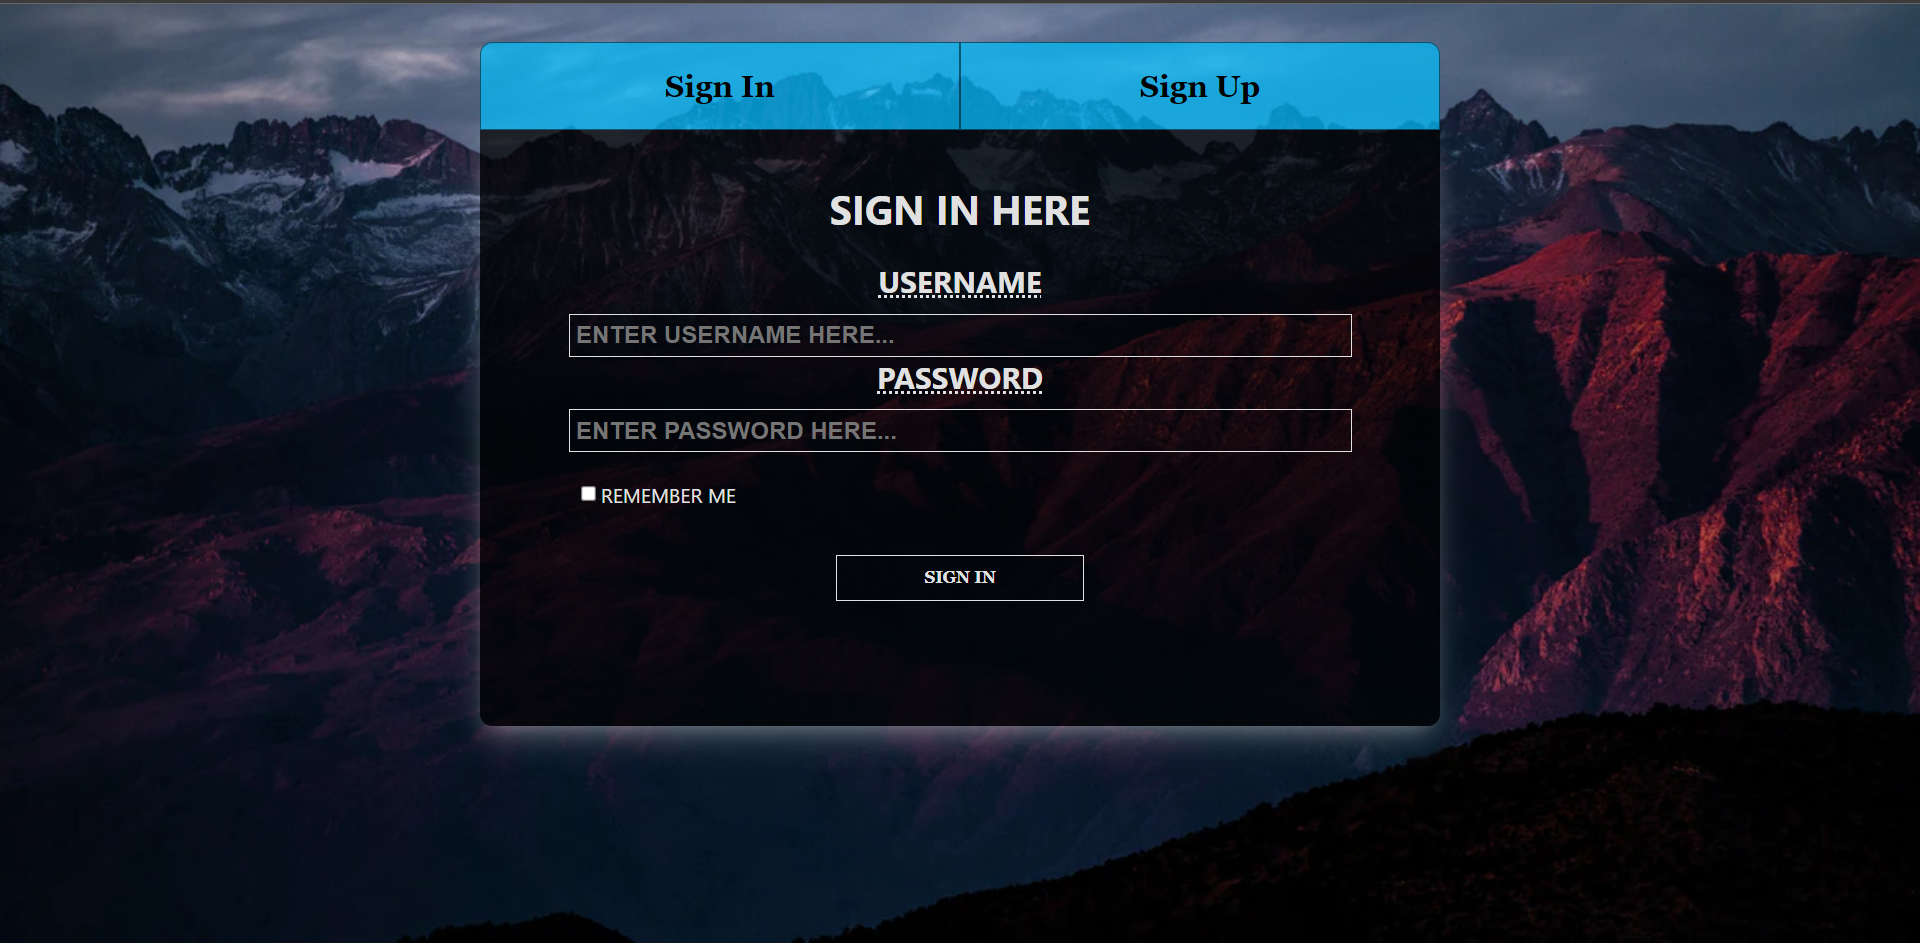 Sign In
Sign Up
SIGN IN HERE
USERNAME
ENTER USERNAME HERE...
PASSWORD
ENTER PASSWORD HERE...
REMEMBER ME
SIGN IN